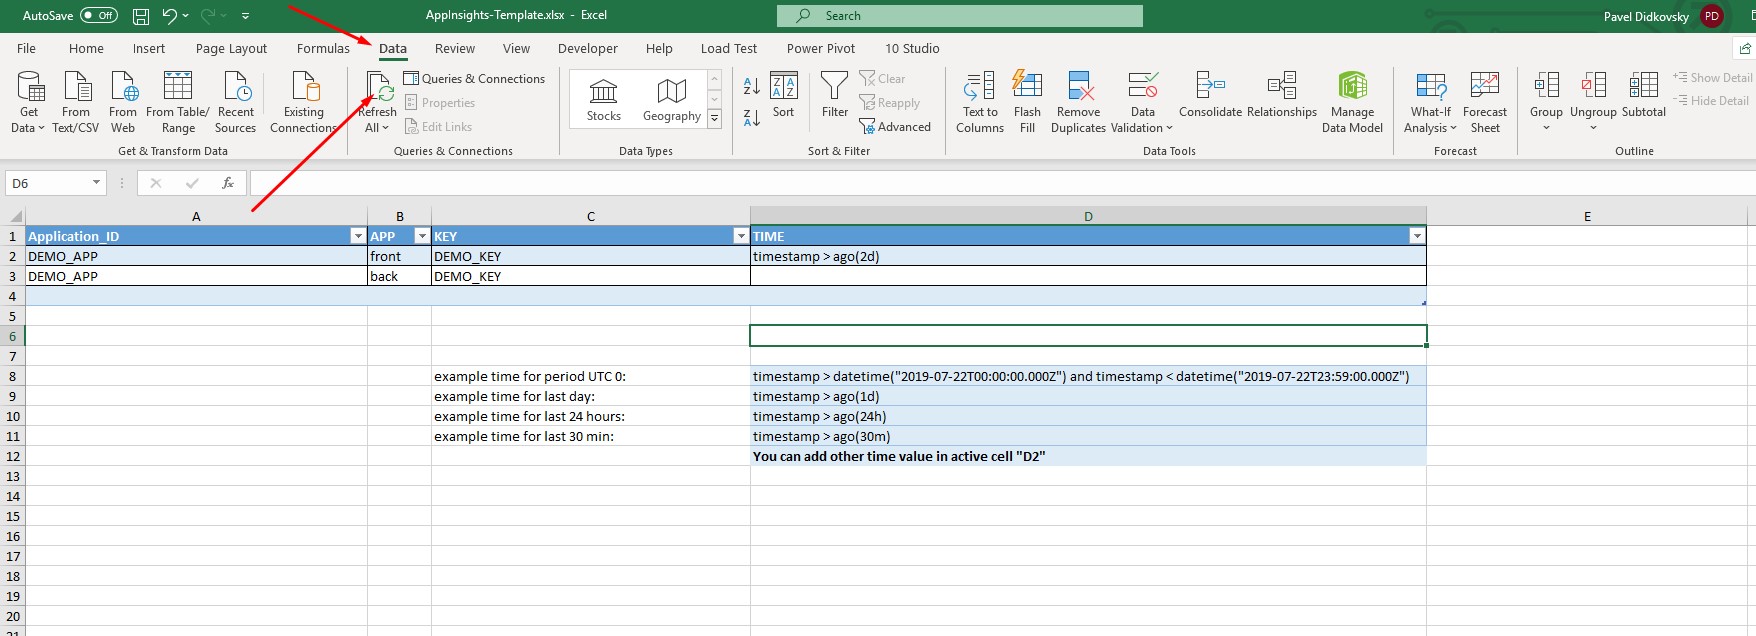 AutoSave Off AppInsights-Template.xlsx - Excel Search Pavel Didkovsky PD
File Home Insert Page Layout Formulas Data Review View Developer Help Load Test Power Pivot 10 Studio
Get Data From Text/CSV From Web From Table/ Range Recent Sources Existing Connections
Get & Transform Data
Refresh All Queries & Connections Properties Edit Links
Queries & Connections
Stocks Geography
Data Types
Sort Filter Clear Reapply Advanced
Sort & Filter
Text to Columns Flash Fill Remove Duplicates Data Validation Consolidate Relationships Manage Data Model
Data Tools
What-If Analysis Forecast Sheet
Forecast
Group Ungroup Subtotal Show Detail Hide Detail
Outline
D6 fx
A B C D E
1 Application_ID APP KEY TIME
2 DEMO_APP front DEMO_KEY timestamp > ago(2d)
3 DEMO_APP back DEMO_KEY
4
5
6
7
8 example time for period UTC 0: timestamp > datetime("2019-07-22T00:00:00.000Z") and timestamp < datetime("2019-07-22T23:59:00.000Z")
9 example time for last day: timestamp > ago(1d)
10 example time for last 24 hours: timestamp > ago(24h)
11 example time for last 30 min: timestamp > ago(30m)
12 You can add other time value in active cell "D2"
13
14
15
16
17
18
19
20
21